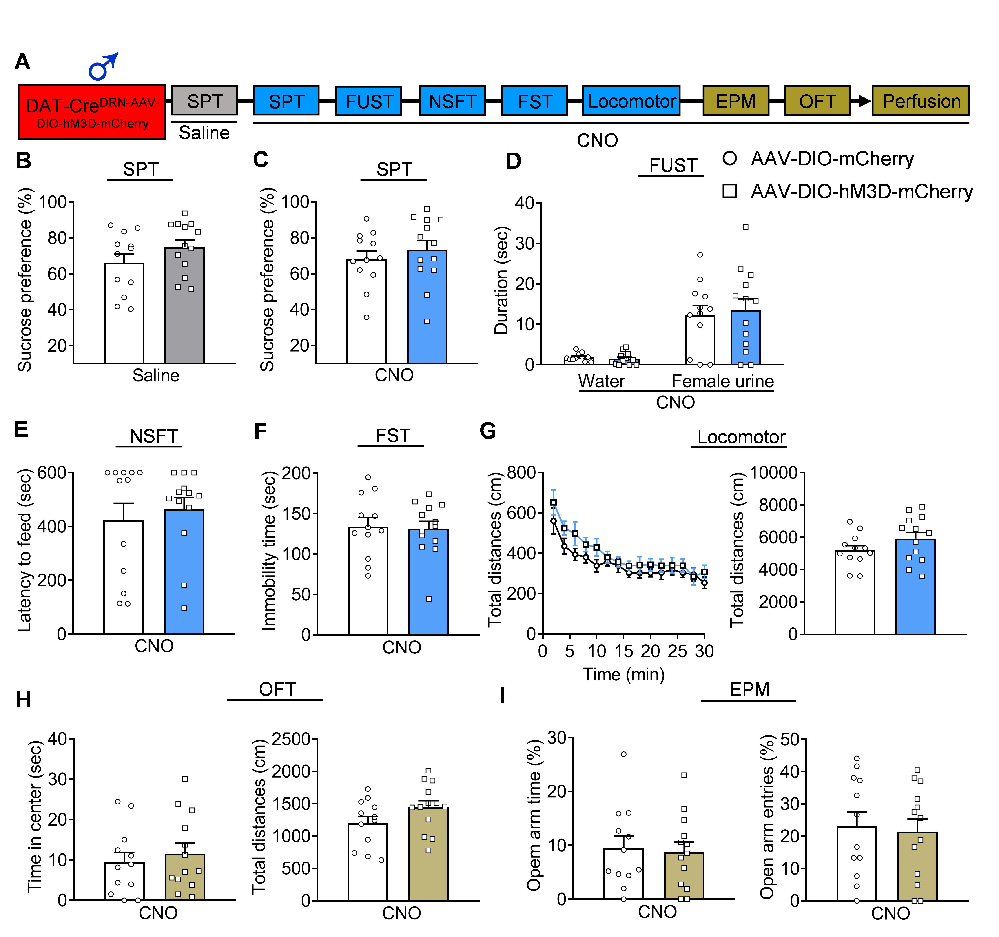 A
♂
DAT-CreDRN-AAV-
DIO-hM3D-mCherry
SPT
SPT
FUST
NSFT
FST
Locomotor
EPM
OFT
Perfusion
Saline
CNO
AAV-DIO-mCherry
AAV-DIO-hM3D-mCherry
B
SPT
Sucrose preference (%)
100
80
60
40
20
Saline
C
SPT
Sucrose preference (%)
100
80
60
40
20
CNO
D
FUST
Duration (sec)
40
30
20
10
0
Water
Female urine
CNO
E
NSFT
Latency to feed (sec)
600
400
200
0
CNO
F
FST
Immobility time (sec)
200
150
100
50
0
CNO
G
Locomotor
Total distances (cm)
800
600
400
200
0
0 5 10 15 20 25 30
Time (min)
Total distances (cm)
10000
8000
6000
4000
2000
0
H
OFT
Time in center (sec)
40
30
20
10
0
CNO
Total distances (cm)
2500
2000
1500
1000
500
0
CNO
I
EPM
Opem arm time (%)
30
20
10
0
CNO
Open arm entries (%)
50
40
30
20
10
0
CNO